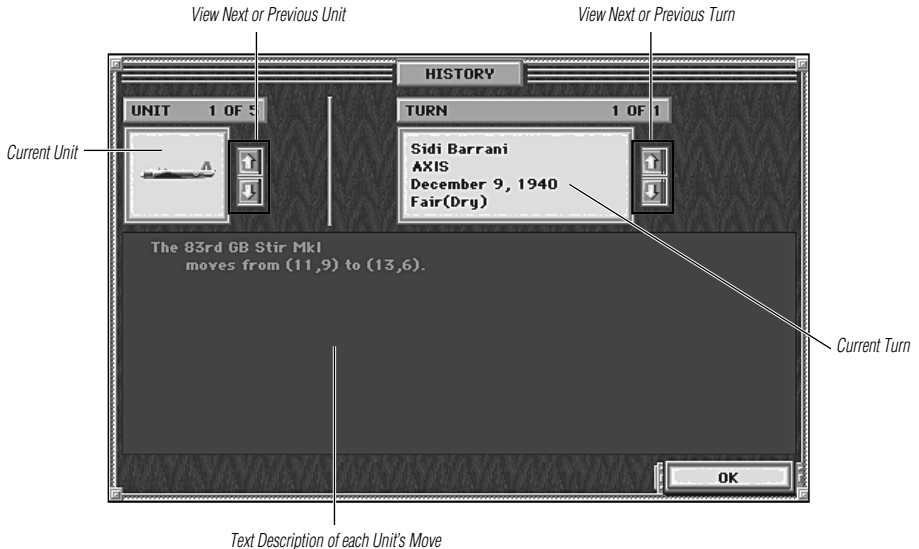 View Next or Previous Unit
View Next or Previous Turn
HISTORY
UNIT 1 OF 5
TURN 1 OF 1
Current Unit
Sidi Barrani
AXIS
December 9, 1940
Fair(Dry)
The 83rd GB Stir MkI
moves from (11,9) to (13,6).
Current Turn
OK
Text Description of each Unit's Move